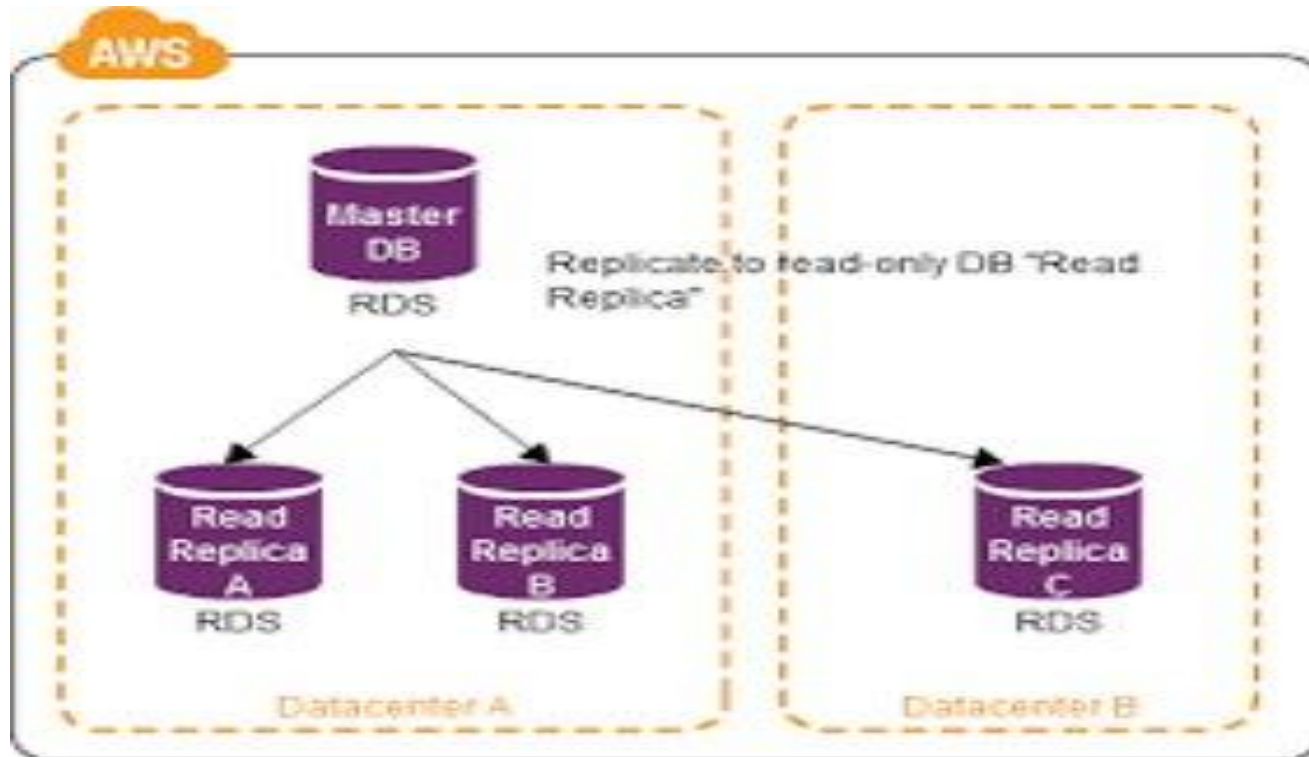 AWS
Master
DB
RDS
Replicate to read-only DB "Read
Replica"
Read
Replica
A
RDS
Read
Replica
B
RDS
Read
Replica
C
RDS
Datacenter A
Datacenter B